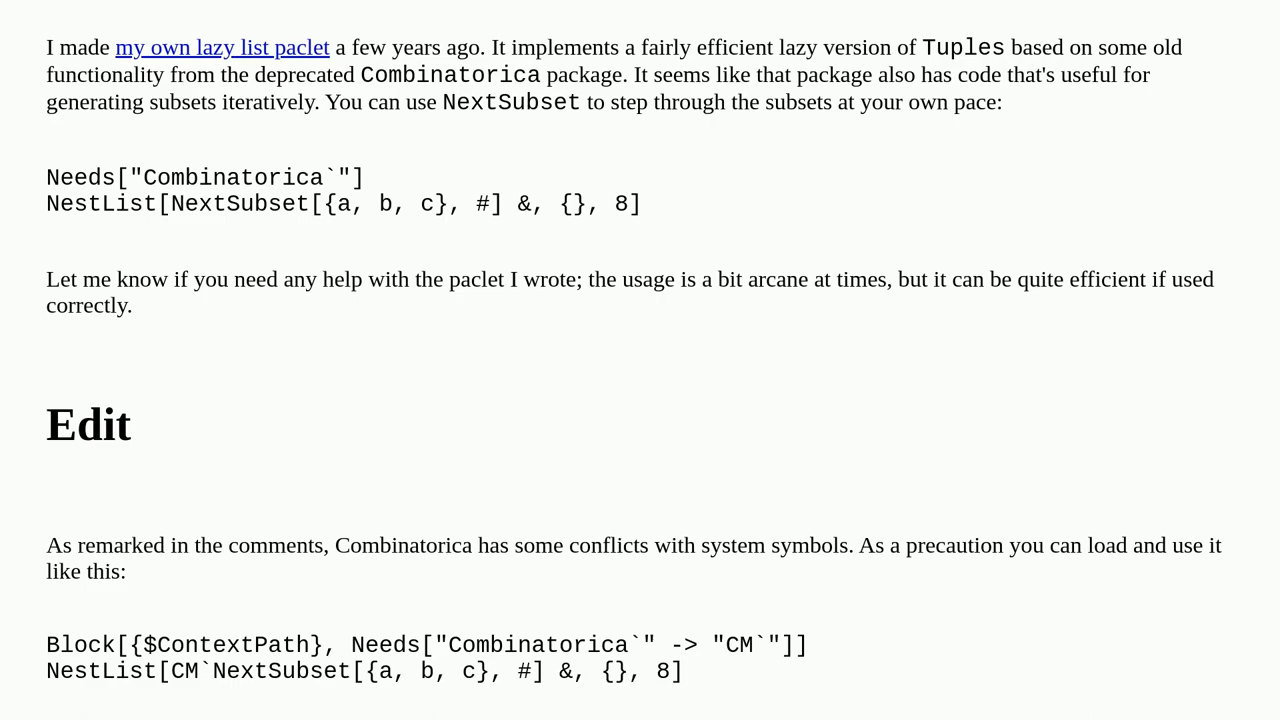 I made my own lazy list paclet a few years ago. It implements a fairly efficient lazy version of Tuples based on some old
functionality from the deprecated Combinatorica package. It seems like that package also has code that's useful for
generating subsets iteratively. You can use NextSubset to step through the subsets at your own pace:
Needs["Combinatorica`"]
NestList[NextSubset[{a, b, c}, #] &, {}, 8]
Let me know if you need any help with the paclet I wrote; the usage is a bit arcane at times, but it can be quite efficient if used
correctly.
Edit
As remarked in the comments, Combinatorica has some conflicts with system symbols. As a precaution you can load and use it
like this:
Block[{$ContextPath}, Needs["Combinatorica`" -> "CM`"]]
NestList[CM`NextSubset[{a, b, c}, #] &, {}, 8]